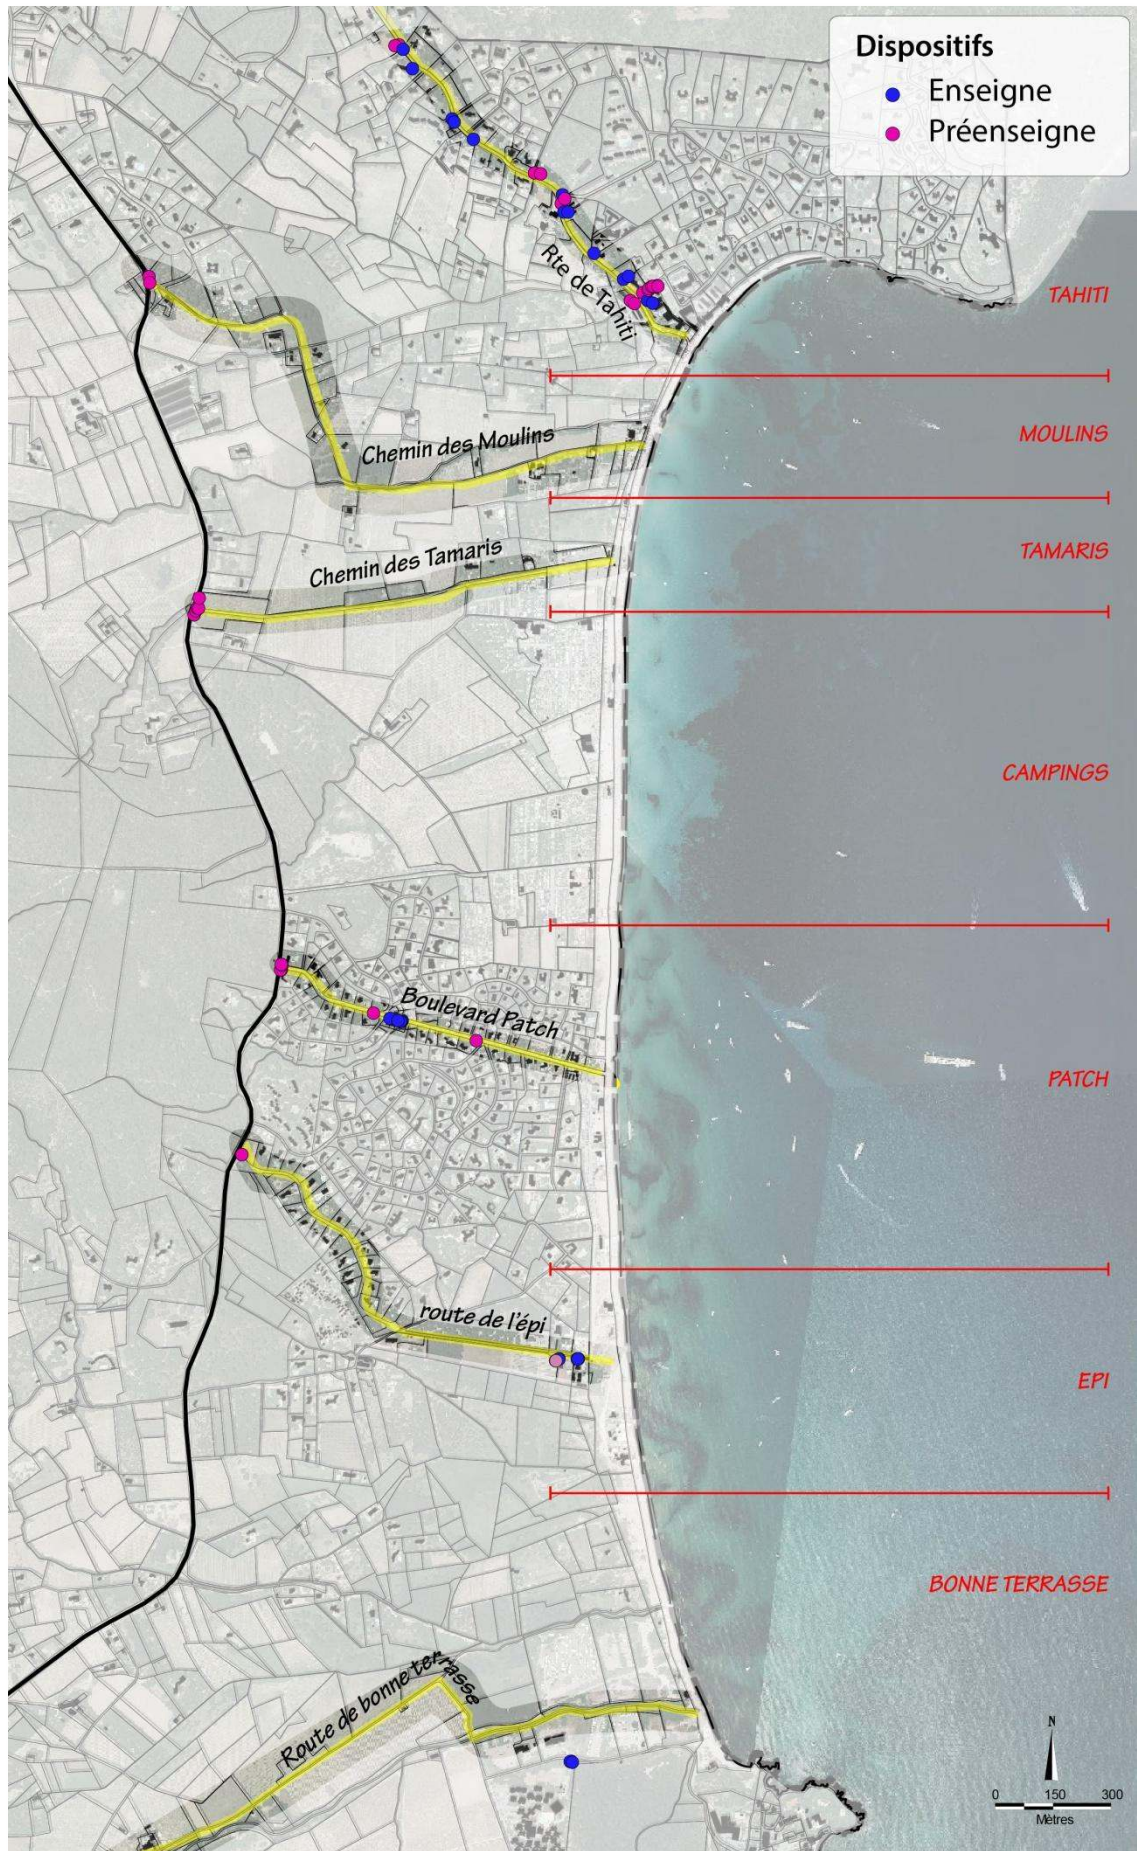 Dispositifs
Enseigne
Préenseigne
Rte de Tahiti
TAHITI
MOULINS
Chemin des Moulins
TAMARIS
Chemin des Tamaris
CAMPINGS
Boulevard Patch
PATCH
route de l'épi
EPI
BONNE TERRASSE
Route de bonne terrasse
N
0 150 300
Mètres